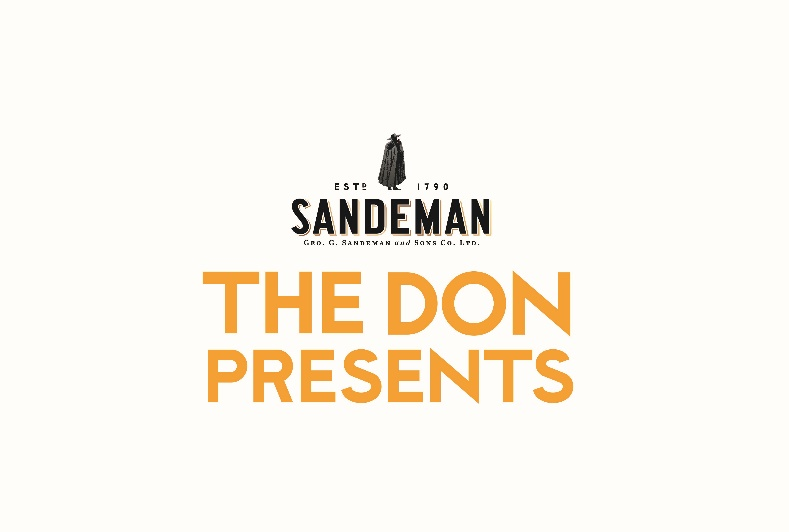 ESTD 1790
SANDEMAN
GEO. G. SANDEMAN and SONS CO. LTD.
THE DON
PRESENTS